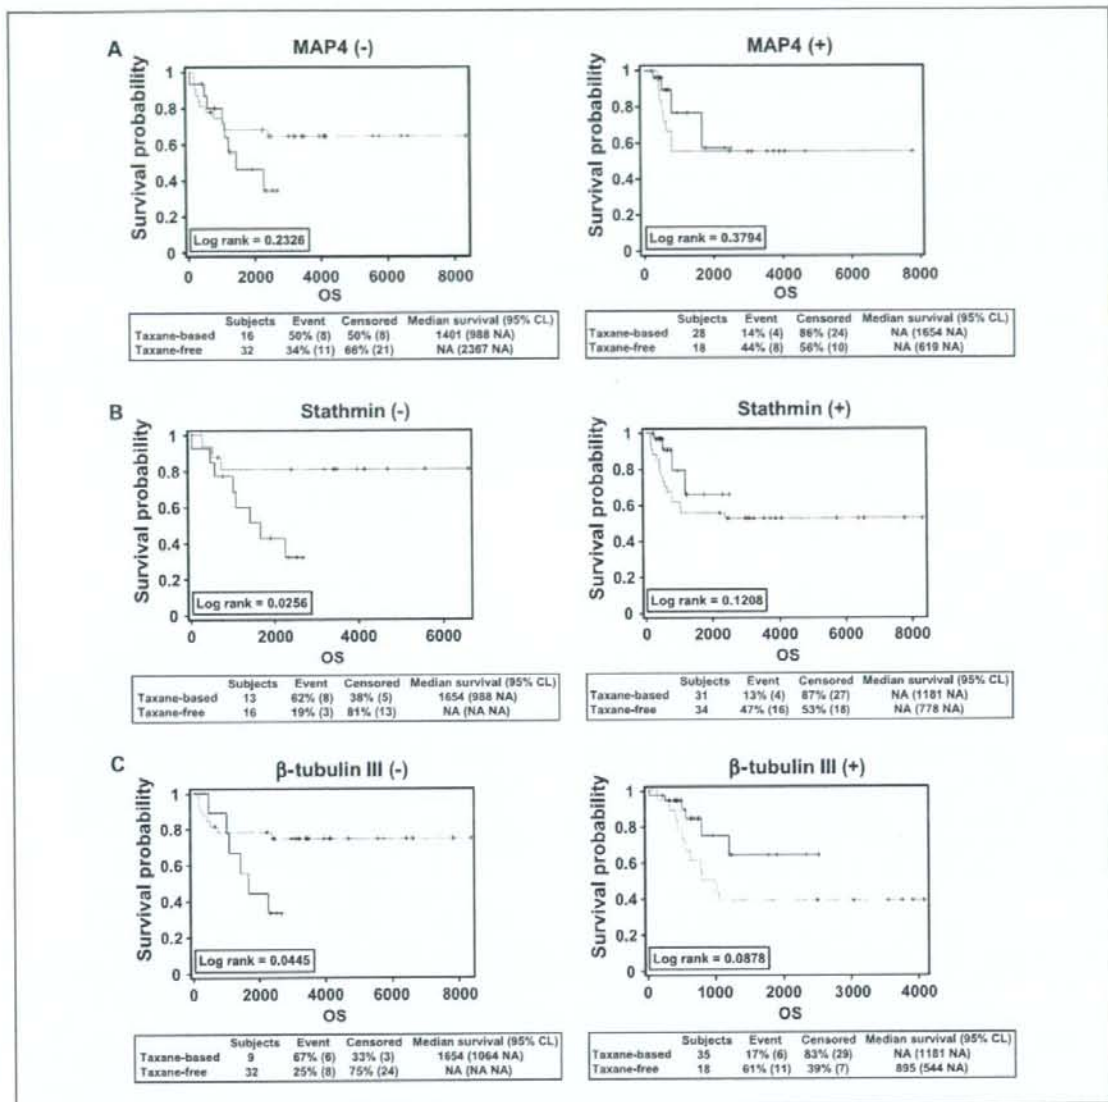 A
MAP4 (-)
Survival probability
1
0.8
0.6
0.4
0.2
0
Log rank = 0.2326
0 2000 4000 6000 8000
OS
Subjects Event Censored Median survival (95% CL)
Taxane-based 16 50% (8) 50% (8) 1401 (988 NA)
Taxane-free 32 34% (11) 66% (21) NA (2367 NA)
MAP4 (+)
Survival probability
1
0.8
0.6
0.4
0.2
0
Log rank = 0.3794
0 2000 4000 6000 8000
OS
Subjects Event Censored Median survival (95% CL)
Taxane-based 28 14% (4) 86% (24) NA (1654 NA)
Taxane-free 18 44% (8) 56% (10) NA (619 NA)
B
Stathmin (-)
Survival probability
1
0.8
0.6
0.4
0.2
0
Log rank = 0.0256
0 2000 4000 6000
OS
Subjects Event Censored Median survival (95% CL)
Taxane-based 13 62% (8) 38% (5) 1654 (988 NA)
Taxane-free 16 19% (3) 81% (13) NA (NA NA)
Stathmin (+)
Survival probability
1
0.8
0.6
0.4
0.2
0
Log rank = 0.1208
0 2000 4000 6000 8000
OS
Subjects Event Censored Median survival (95% CL)
Taxane-based 31 13% (4) 87% (27) NA (1181 NA)
Taxane-free 34 47% (16) 53% (18) NA (778 NA)
C
β-tubulin III (-)
Survival probability
1
0.8
0.6
0.4
0.2
0
Log rank = 0.0445
0 2000 4000 6000 8000
OS
Subjects Event Censored Median survival (95% CL)
Taxane-based 9 67% (6) 33% (3) 1654 (1064 NA)
Taxane-free 32 25% (8) 75% (24) NA (NA NA)
β-tubulin III (+)
Survival probability
1
0.8
0.6
0.4
0.2
0
Log rank = 0.0878
0 1000 2000 3000 4000
OS
Subjects Event Censored Median survival (95% CL)
Taxane-based 35 17% (6) 83% (29) NA (1181 NA)
Taxane-free 18 61% (11) 39% (7) 895 (544 NA)